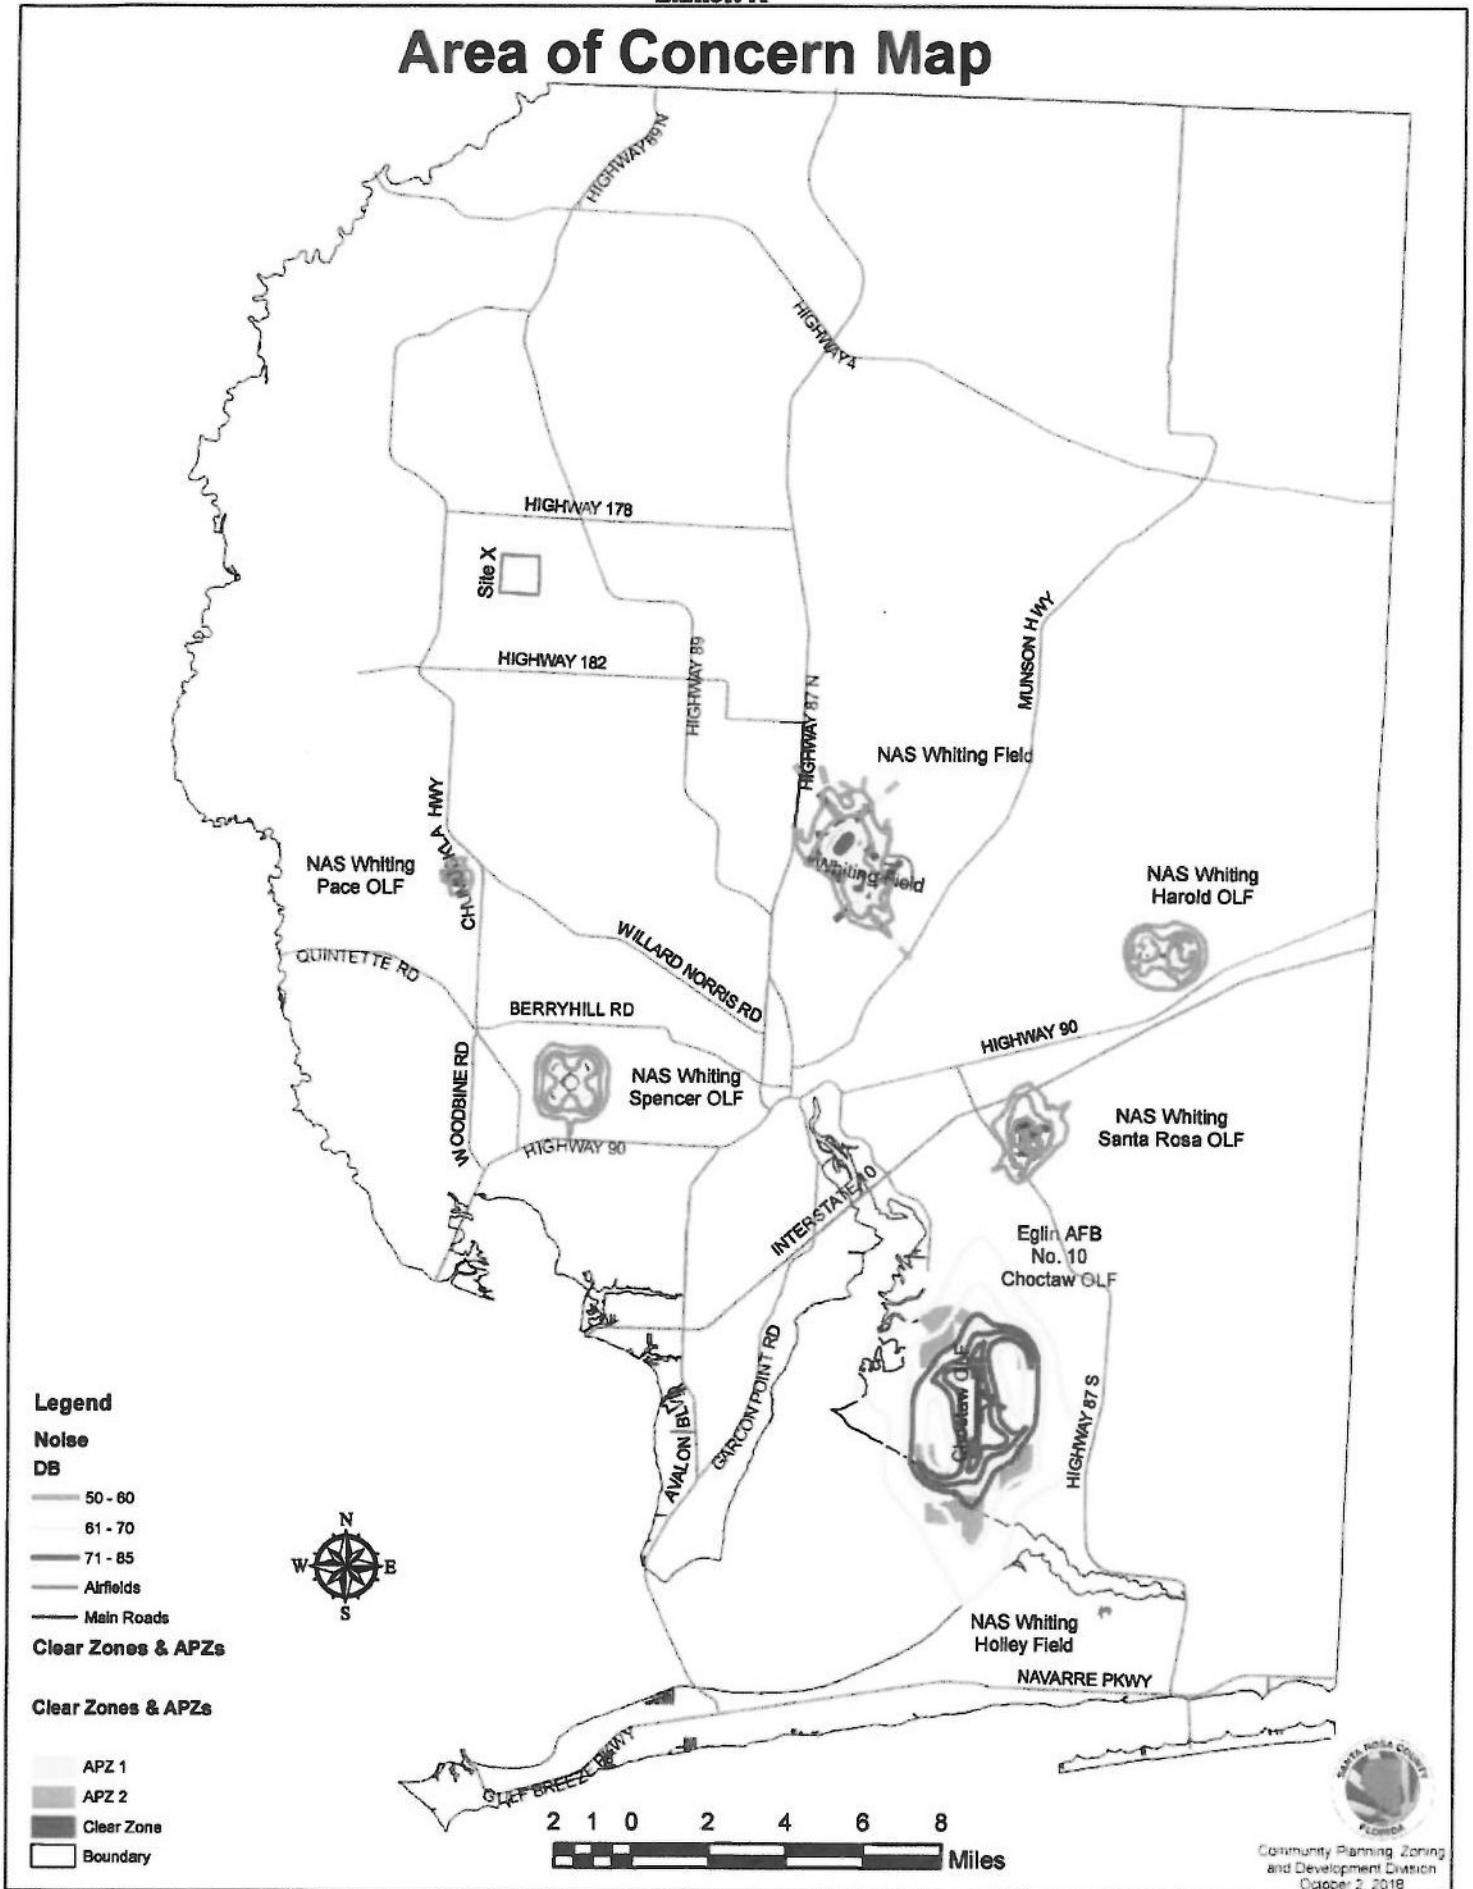 Area of Concern Map
HIGHWAY 89 N
HIGHWAY 4
HIGHWAY 178
Site X
HIGHWAY 182
HIGHWAY 89
HIGHWAY 87 N
MUNSON HWY
NAS Whiting Field
Whiting Field
CHUMUCKLA HWY
NAS Whiting
Pace OLF
NAS Whiting
Harold OLF
QUINTETTE RD
WILLARD NORRIS RD
BERRYHILL RD
HIGHWAY 90
WOODBINE RD
NAS Whiting
Spencer OLF
NAS Whiting
Santa Rosa OLF
HIGHWAY 90
INTERSTATE 10
Eglin AFB
No. 10
Choctaw OLF
Choctaw OLF
GARCON POINT RD
AVALON BLVD
HIGHWAY 87 S
Legend
Noise
DB
50 - 60
61 - 70
71 - 85
Airfields
Main Roads
Clear Zones & APZs
Clear Zones & APZs
APZ 1
APZ 2
Clear Zone
Boundary
N
W
E
S
NAS Whiting
Holley Field
NAVARRE PKWY
GULF BREEZE PKWY
2 1 0 2 4 6 8
Miles
SANTA ROSA COUNTY
FLORIDA
Community Planning, Zoning
and Development Division
October 2, 2018